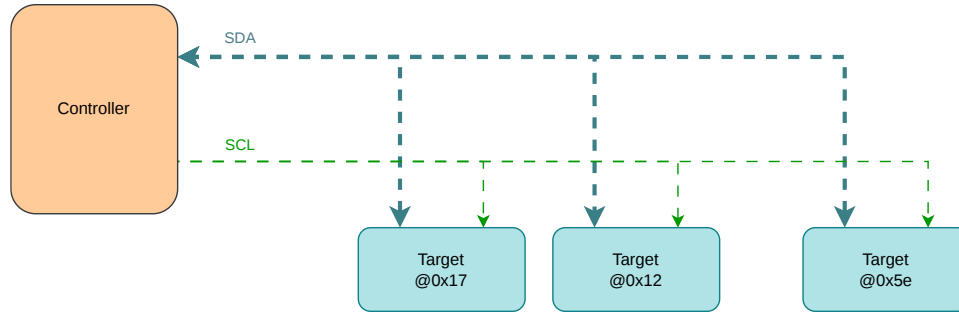 SDA
Controller
SCL
Target
@0x17
Target
@0x12
Target
@0x5e